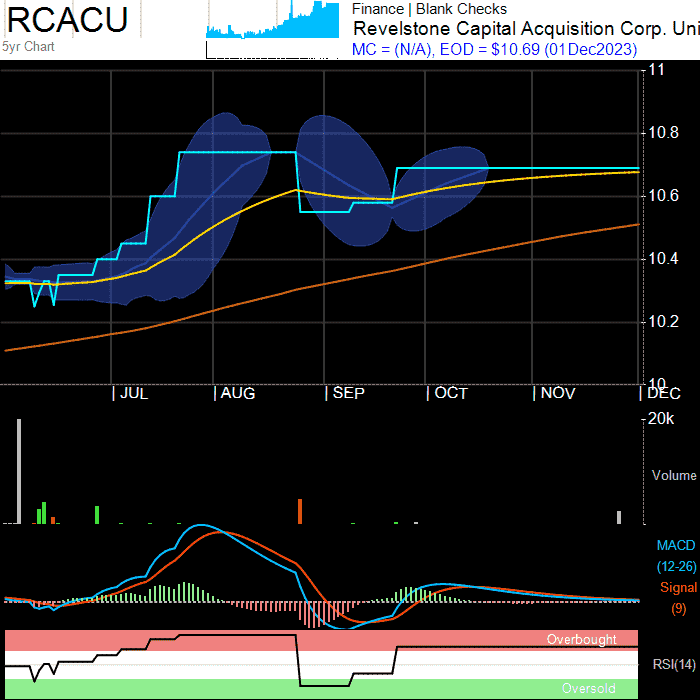 RCACU
5yr Chart
Finance | Blank Checks
Revelstone Capital Acquisition Corp. Uni
MC = (N/A), EOD = $10.69 (01Dec2023)
11
10.8
10.6
10.4
10.2
10
JUL AUG SEP OCT NOV DEC
20k
Volume
MACD
(12-26)
Signal
(9)
Overbought
RSI(14)
Oversold